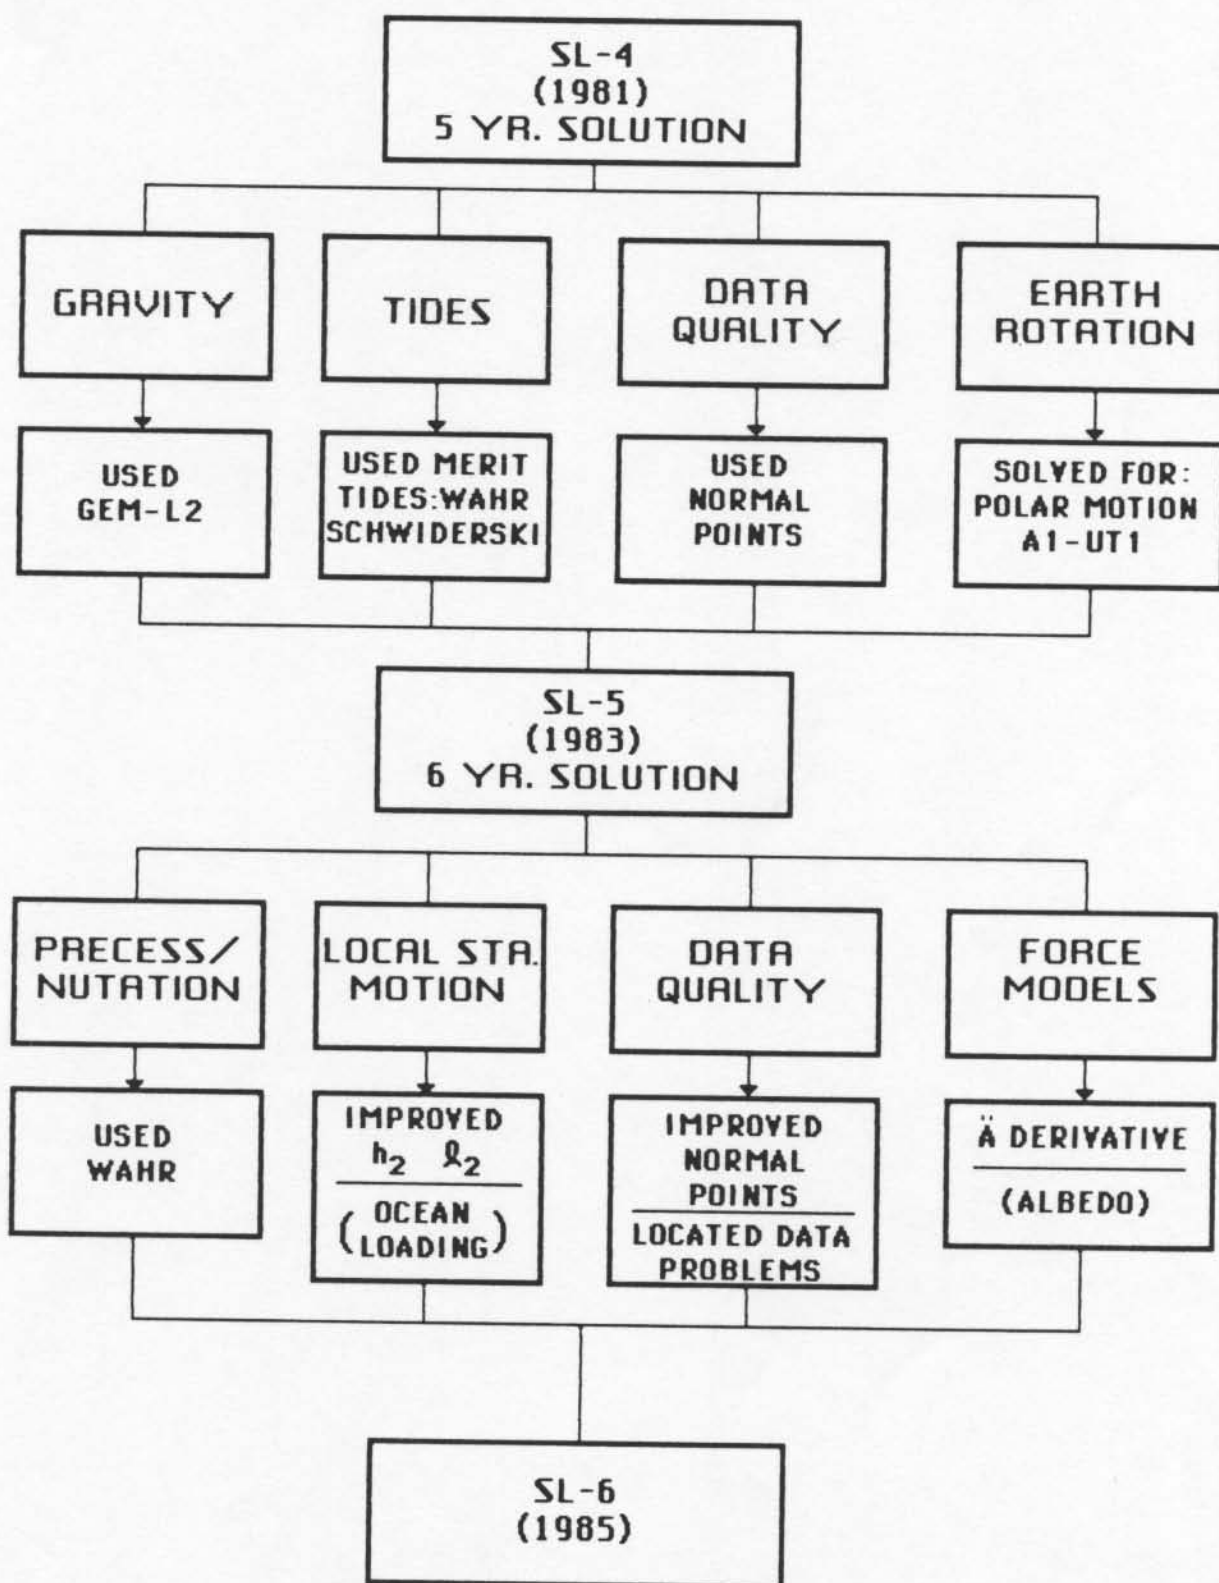 SL-4
(1981)
5 YR. SOLUTION
GRAVITY
TIDES
DATA
QUALITY
EARTH
ROTATION
USED
GEM-L2
USED MERIT
TIDES:WAHR
SCHWIDERSKI
USED
NORMAL
POINTS
SOLVED FOR:
POLAR MOTION
A1-UT1
SL-5
(1983)
6 YR. SOLUTION
PRECESS/
NUTATION
LOCAL STA.
MOTION
DATA
QUALITY
FORCE
MODELS
USED
WAHR
IMPROVED
h₂ ℓ₂
(OCEAN
LOADING)
IMPROVED
NORMAL
POINTS
LOCATED DATA
PROBLEMS
Ä DERIVATIVE
(ALBEDO)
SL-6
(1985)